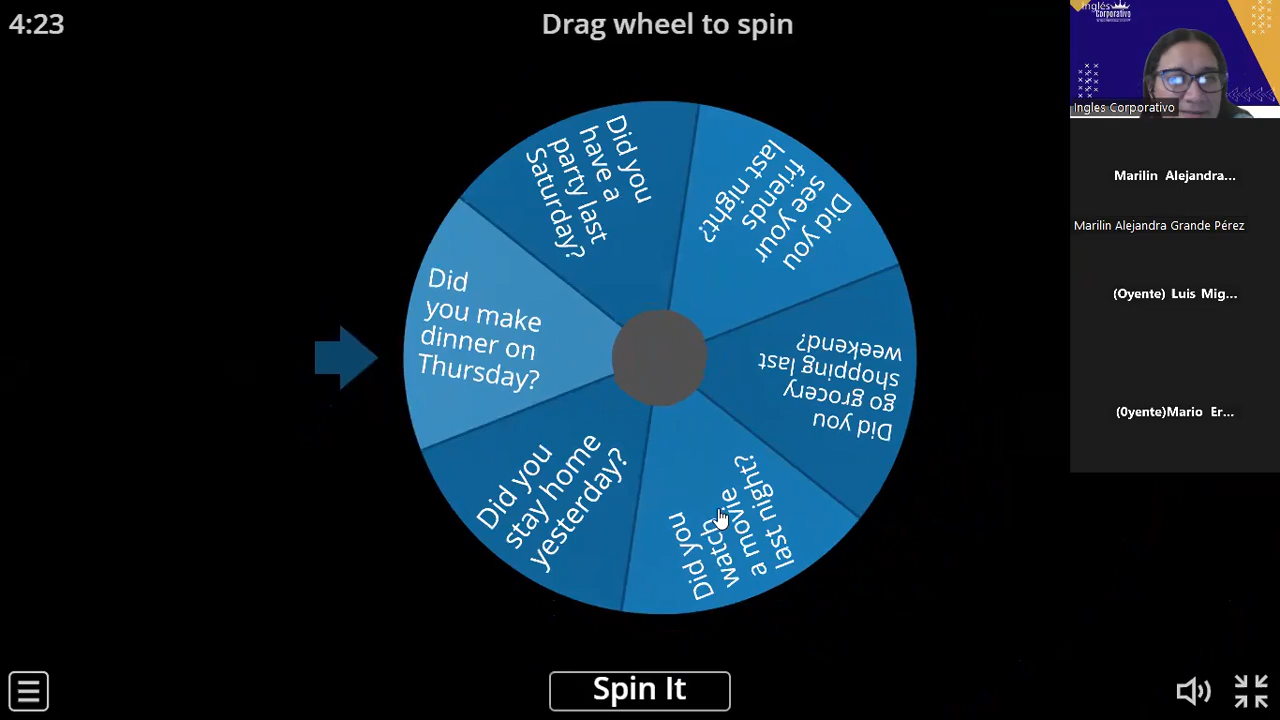 4:23
Drag wheel to spin
Did you
have a
party last
Saturday?
Did you
see your
friends
last night?
Did
you make
dinner on
Thursday?
Did you
go grocery
shopping last
weekend?
Did you
stay home
yesterday?
Did you
watch
a movie
last night?
Spin It
Inglés
Corporativo
Ingles Corporativo
Marilin Alejandra...
Marilin Alejandra Grande Pérez
(Oyente) Luis Mig...
(0yente)Mario Er...